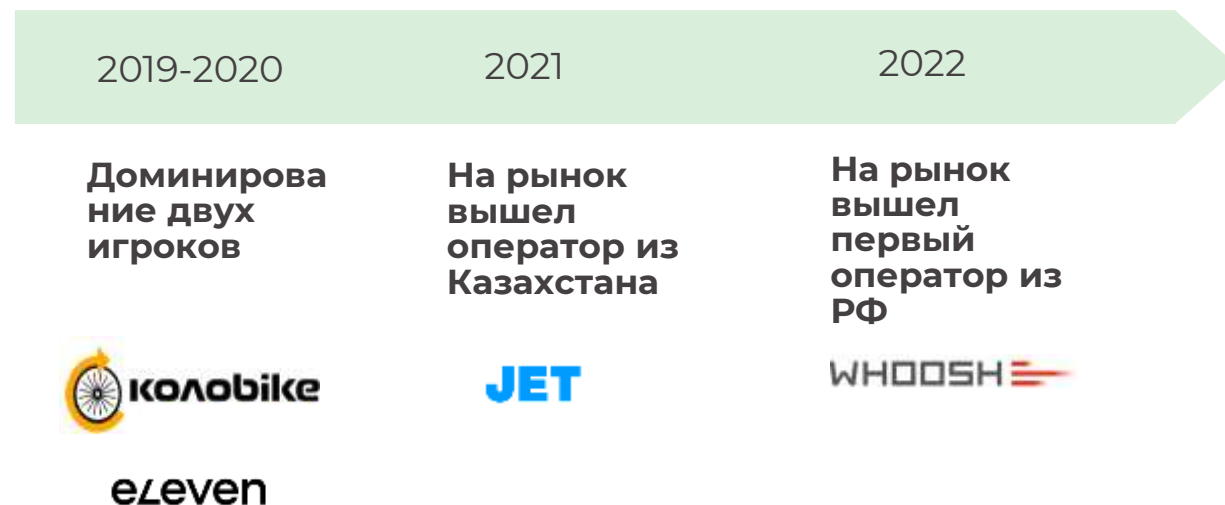 2019-2020
2021
2022
Доминирова
ние двух
игроков
На рынок
вышел
оператор из
Казахстана
На рынок
вышел
первый
оператор из
РФ
колоbike
JET
WHOOSH
eleven